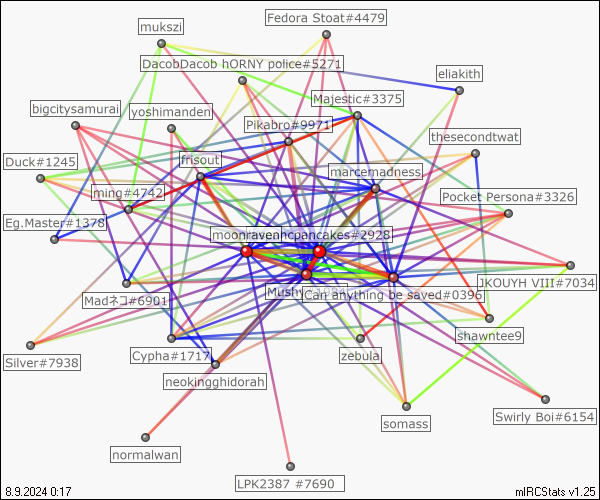 Fedora Stoat#4479
mukszi
DacobDacob hORNY police#5271
eliakith
Majestic#3375
bigcitysamurai
yoshimanden
Pikabro#9971
thesecondtwat
Duck#1245
frisout
marcemadness
ming#4742
Pocket Persona#3326
Eg.Master#1378
moonraven
hcpancakes#2928
JKOUYH VIII#7034
Mushy
Can anything be saved#0396
Madネコ#6901
shawntee9
Silver#7938
Cypha#1717
zebula
neokingghidorah
somass
Swirly Boi#6154
normalwan
LPK2387 #7690
8.9.2024 0:17
mIRCStats v1.25